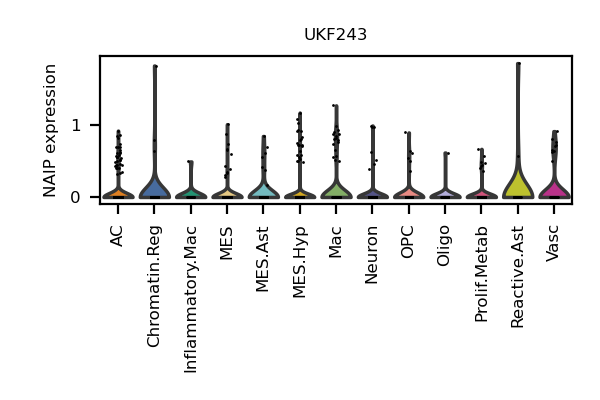 UKF243
NAIP expression
1
0
AC
Chromatin.Reg
Inflammatory.Mac
MES
MES.Ast
MES.Hyp
Mac
Neuron
OPC
Oligo
Prolif.Metab
Reactive.Ast
Vasc